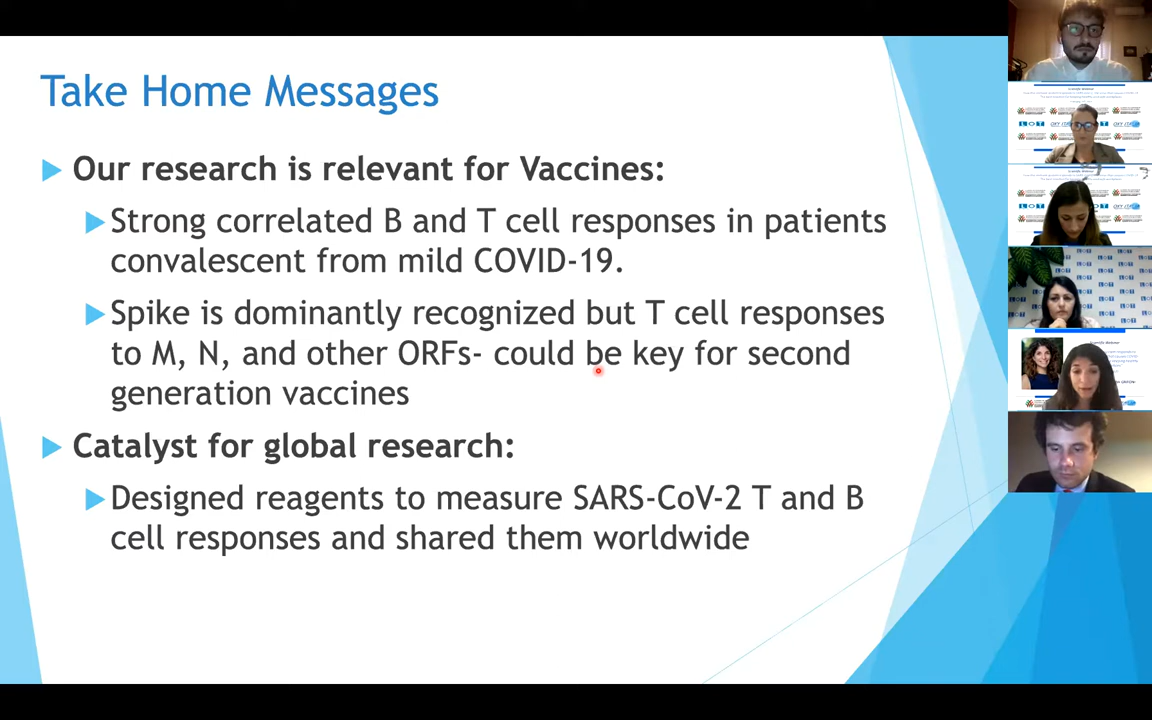 Take Home Messages
Our research is relevant for Vaccines:
Strong correlated B and T cell responses in patients
convalescent from mild COVID-19.
Spike is dominantly recognized but T cell responses
to M, N, and other ORFs- could be key for second
generation vaccines
Catalyst for global research:
Designed reagents to measure SARS-CoV-2 T and B
cell responses and shared them worldwide
LOT
LOT